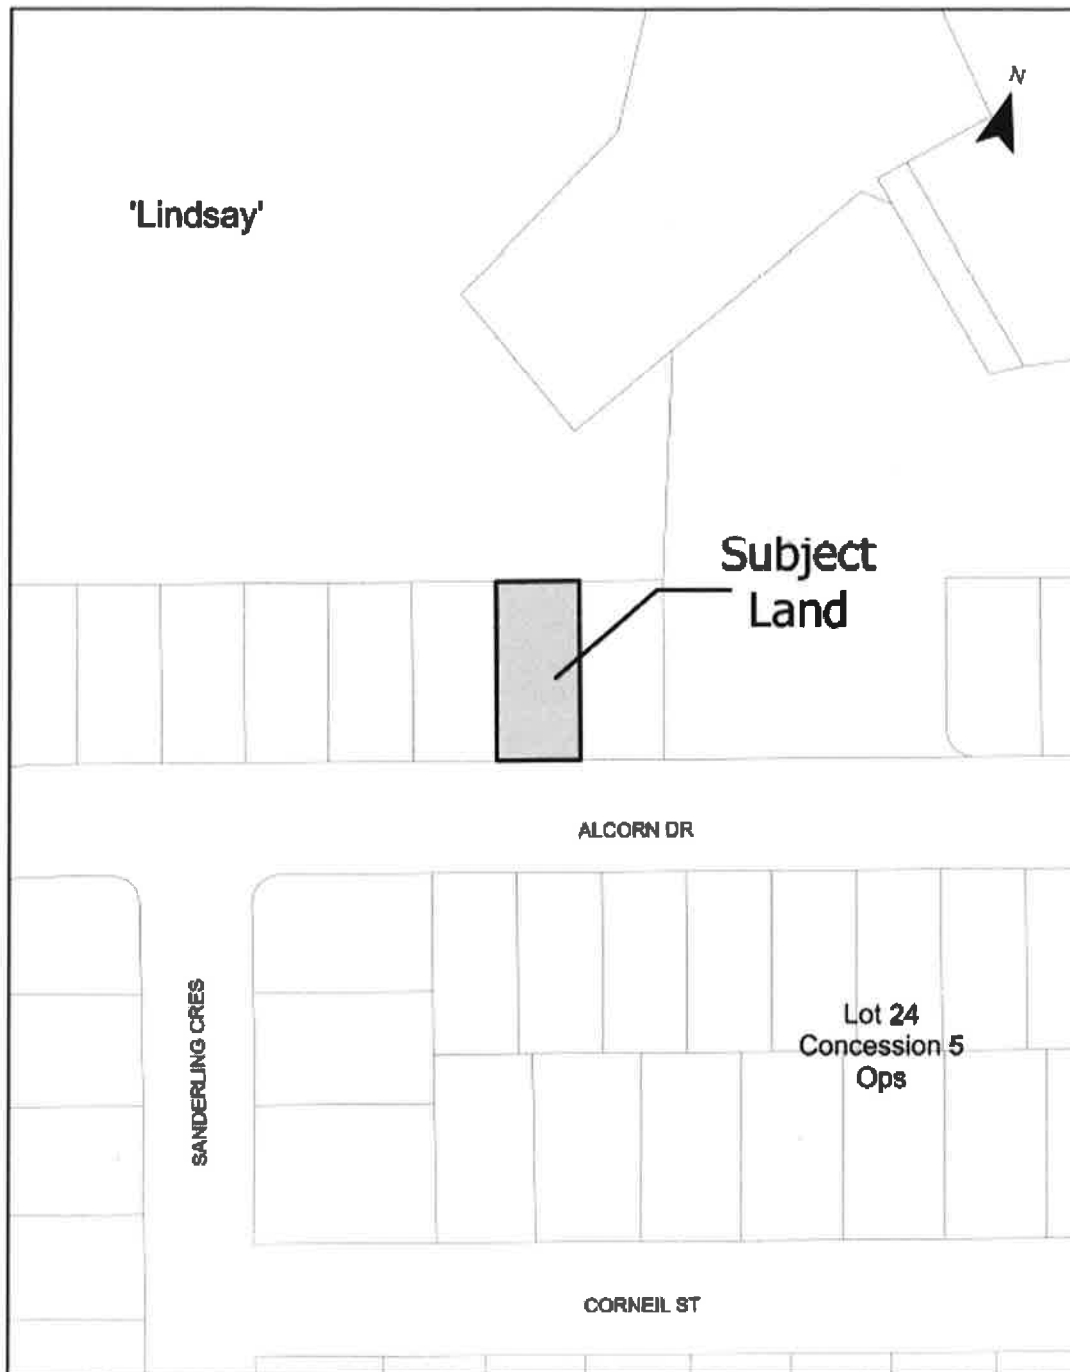 N
'Lindsay'
Subject
Land
ALCORN DR
SANDERLING CRES
Lot 24
Concession 5
Ops
CORNEIL ST